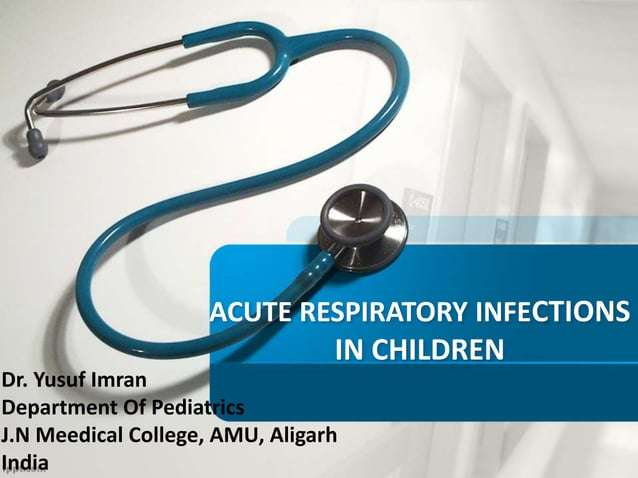 ACUTE RESPIRATORY INFECTIONS
IN CHILDREN
Dr. Yusuf Imran
Department Of Pediatrics
J.N Meedical College, AMU, Aligarh
India